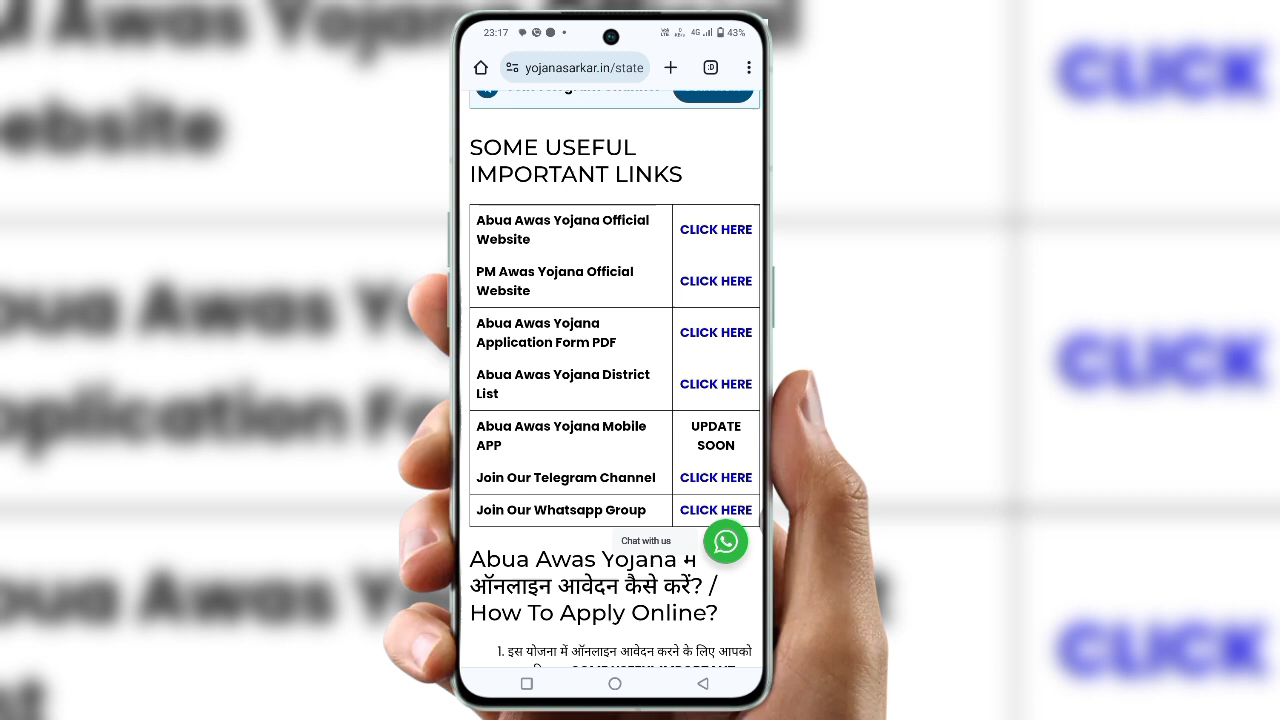 23:17
4G 43%
yojanasarkar.in/state
SOME USEFUL
IMPORTANT LINKS
Abua Awas Yojana Official
Website
CLICK HERE
PM Awas Yojana Official
Website
CLICK HERE
Abua Awas Yojana
Application Form PDF
CLICK HERE
Abua Awas Yojana District
List
CLICK HERE
Abua Awas Yojana Mobile
APP
UPDATE
SOON
Join Our Telegram Channel
CLICK HERE
Join Our Whatsapp Group
CLICK HERE
Chat with us
Abua Awas Yojana में
ऑनलाइन आवेदन कैसे करें? /
How To Apply Online?
1. इस योजना में ऑनलाइन आवेदन करने के लिए आपको